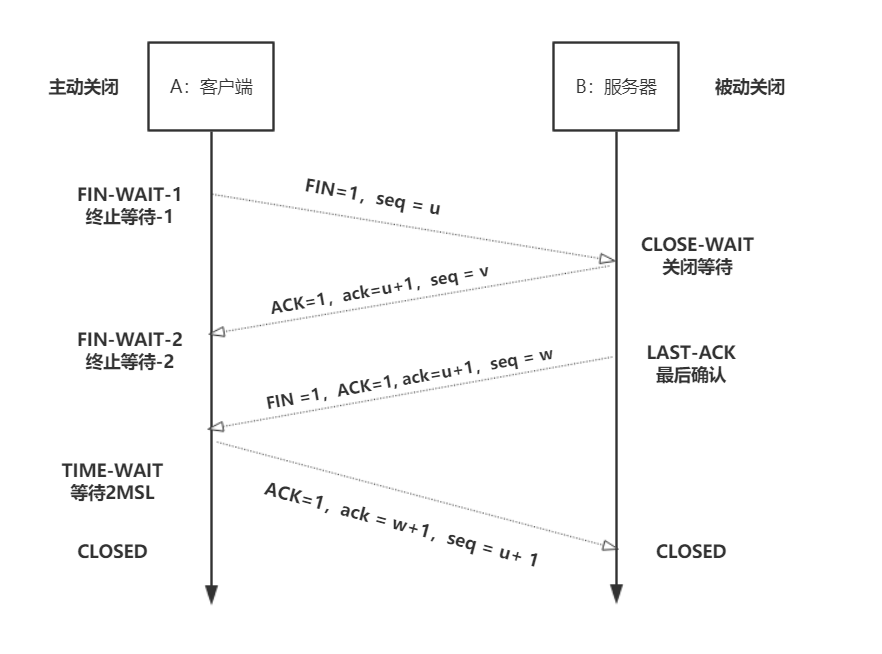 主动关闭
A：客户端
B：服务器
被动关闭
FIN=1，seq = u
FIN-WAIT-1
终止等待-1
CLOSE-WAIT
关闭等待
ACK=1，ack=u+1，seq = v
FIN-WAIT-2
终止等待-2
LAST-ACK
最后确认
FIN =1，ACK=1, ack=u+1，seq = w
TIME-WAIT
等待2MSL
ACK=1，ack = w+1，seq = u+ 1
CLOSED
CLOSED